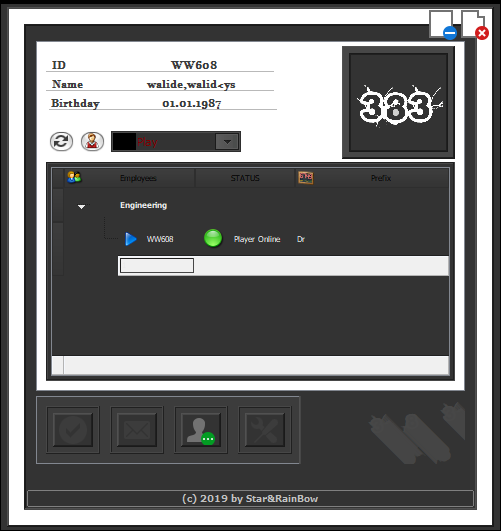 ID WW608
Name walide,walid<ys
Birthday 01.01.1987
383
Play
Employees STATUS Prefix
Engineering
WW608 Player Online Dr
(c) 2019 by Star&RainBow